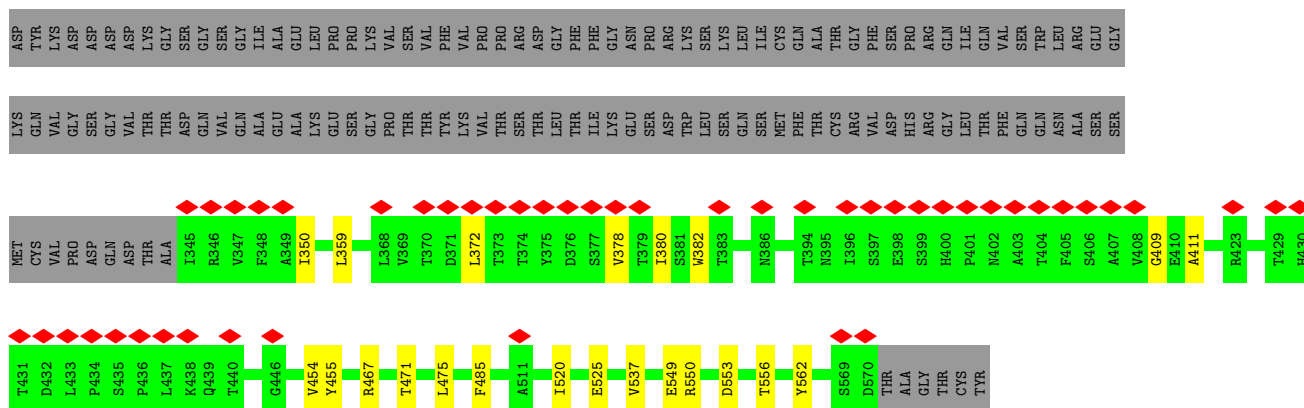 ASP TYR LYS ASP ASP ASP ASP LYS GLY SER GLY SER GLY ILE ALA GLU LEU PRO PRO LYS VAL SER VAL PHE VAL PRO PRO ARG ASP GLY PHE PHE GLY ASN PRO ARG LYS SER LYS LEU ILE CYS GLN ALA THR GLY PHE SER PRO ARG GLN ILE GLN VAL SER TRP LEU ARG GLU GLY
LYS GLN VAL GLY SER GLY VAL THR THR ASP GLN VAL GLN ALA GLU ALA LYS GLU SER GLY PRO THR THR TYR LYS VAL THR SER THR LEU THR ILE LYS GLU SER ASP TRP LEU SER GLN SER MET PHE THR CYS ARG VAL ASP HIS ARG GLY LEU THR PHE GLN GLN ASN ALA SER SER
MET CYS VAL PRO ASP GLN ASP THR ALA I345 R346 V347 F348 A349 I350 L359 L368 V369 T370 D371 L372 T373 T374 Y375 D376 S377 V378 T379 I380 S381 W382 T383 N386 T394 N395 I396 S397 E398 S399 H400 P401 N402 A403 T404 F405 S406 A407 V408 G409 E410 A411 R423 T429 H430
T431 D432 L433 P434 S435 P436 L437 K438 Q439 T440 G446 V454 Y455 R467 T471 L475 F485 A511 I520 E525 V537 E549 R550 D553 T556 Y562 S569 D570 THR ALA GLY THR CYS TYR